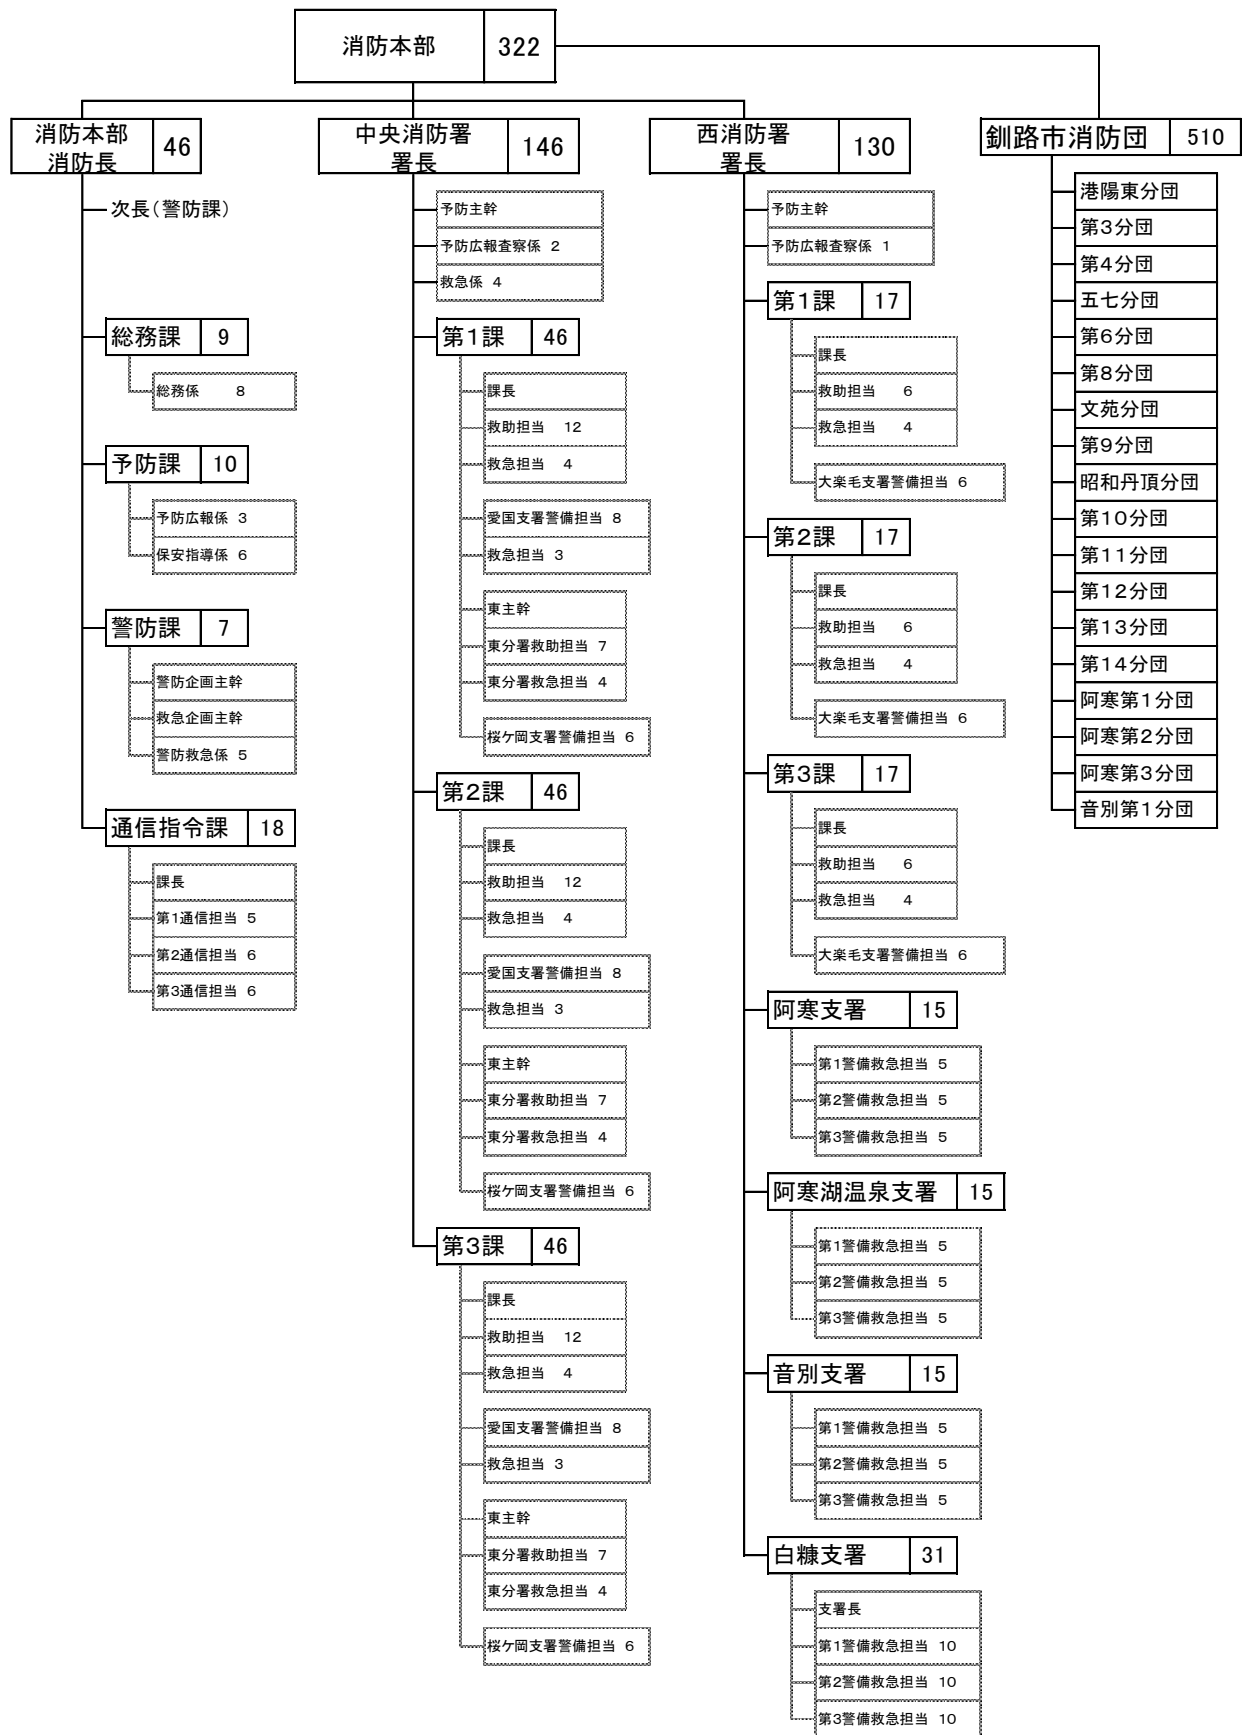 消防本部 322
消防本部
消防長 46
次長(警防課)
総務課 9
総務係 8
予防課 10
予防広報係 3
保安指導係 6
警防課 7
警防企画主幹
救急企画主幹
警防救急係 5
通信指令課 18
課長
第1通信担当 5
第2通信担当 6
第3通信担当 6
中央消防署
署長 146
予防主幹
予防広報査察係 2
救急係 4
第1課 46
課長
救助担当 12
救急担当 4
愛国支署警備担当 8
救急担当 3
東主幹
東分署救助担当 7
東分署救急担当 4
桜ケ岡支署警備担当 6
第2課 46
課長
救助担当 12
救急担当 4
愛国支署警備担当 8
救急担当 3
東主幹
東分署救助担当 7
東分署救急担当 4
桜ケ岡支署警備担当 6
第3課 46
課長
救助担当 12
救急担当 4
愛国支署警備担当 8
救急担当 3
東主幹
東分署救助担当 7
東分署救急担当 4
桜ケ岡支署警備担当 6
西消防署
署長 130
予防主幹
予防広報査察係 1
第1課 17
課長
救助担当 6
救急担当 4
大楽毛支署警備担当 6
第2課 17
課長
救助担当 6
救急担当 4
大楽毛支署警備担当 6
第3課 17
課長
救助担当 6
救急担当 4
大楽毛支署警備担当 6
阿寒支署 15
第1警備救急担当 5
第2警備救急担当 5
第3警備救急担当 5
阿寒湖温泉支署 15
第1警備救急担当 5
第2警備救急担当 5
第3警備救急担当 5
音別支署 15
第1警備救急担当 5
第2警備救急担当 5
第3警備救急担当 5
白糠支署 31
支署長
第1警備救急担当 10
第2警備救急担当 10
第3警備救急担当 10
釧路市消防団 510
港陽東分団
第3分団
第4分団
五七分団
第6分団
第8分団
文苑分団
第9分団
昭和丹頂分団
第10分団
第11分団
第12分団
第13分団
第14分団
阿寒第1分団
阿寒第2分団
阿寒第3分団
音別第1分団